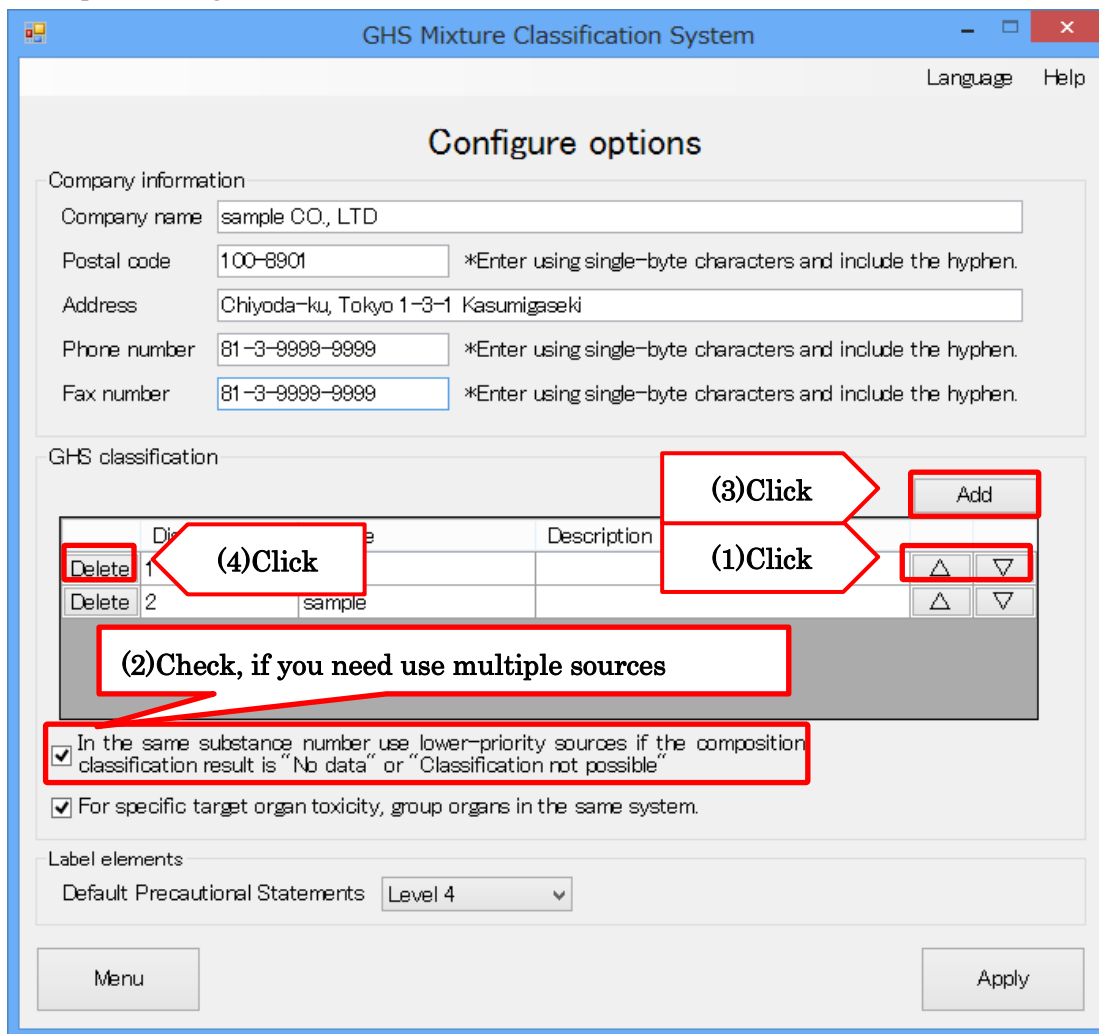 GHS Mixture Classification System
Language Help
Configure options
Company information
Company name sample CO., LTD
Postal code 100-8901 *Enter using single-byte characters and include the hyphen.
Address Chiyoda-ku, Tokyo 1-3-1 Kasumigaseki
Phone number 81-3-9999-9999 *Enter using single-byte characters and include the hyphen.
Fax number 81-3-9999-9999 *Enter using single-byte characters and include the hyphen.
GHS classification
(3)Click Add
Description
Delete 1 (4)Click (1)Click △ ▽
Delete 2 sample △ ▽
(2)Check, if you need use multiple sources
In the same substance number use lower-priority sources if the composition
classification result is "No data" or "Classification not possible"
For specific target organ toxicity, group organs in the same system.
Label elements
Default Precautional Statements Level 4
Menu Apply